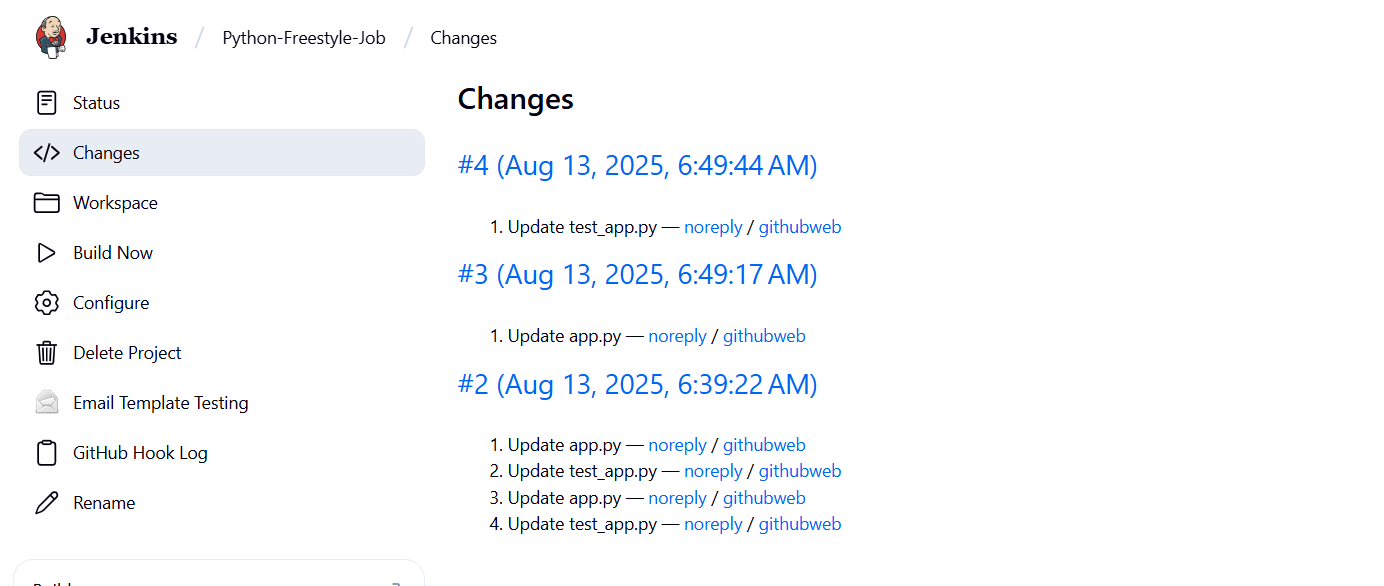 Jenkins / Python-Freestyle-Job / Changes
Status
Changes
Workspace
Build Now
Configure
Delete Project
Email Template Testing
GitHub Hook Log
Rename
Changes
#4 (Aug 13, 2025, 6:49:44 AM)
1. Update test_app.py — noreply / githubweb
#3 (Aug 13, 2025, 6:49:17 AM)
1. Update app.py — noreply / githubweb
#2 (Aug 13, 2025, 6:39:22 AM)
1. Update app.py — noreply / githubweb
2. Update test_app.py — noreply / githubweb
3. Update app.py — noreply / githubweb
4. Update test_app.py — noreply / githubweb